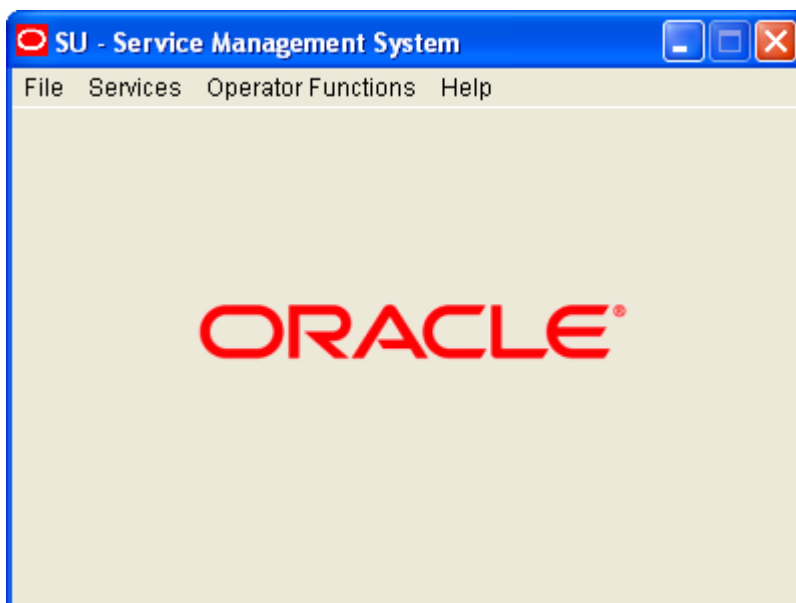 SU - Service Management System
File Services Operator Functions Help
ORACLE®